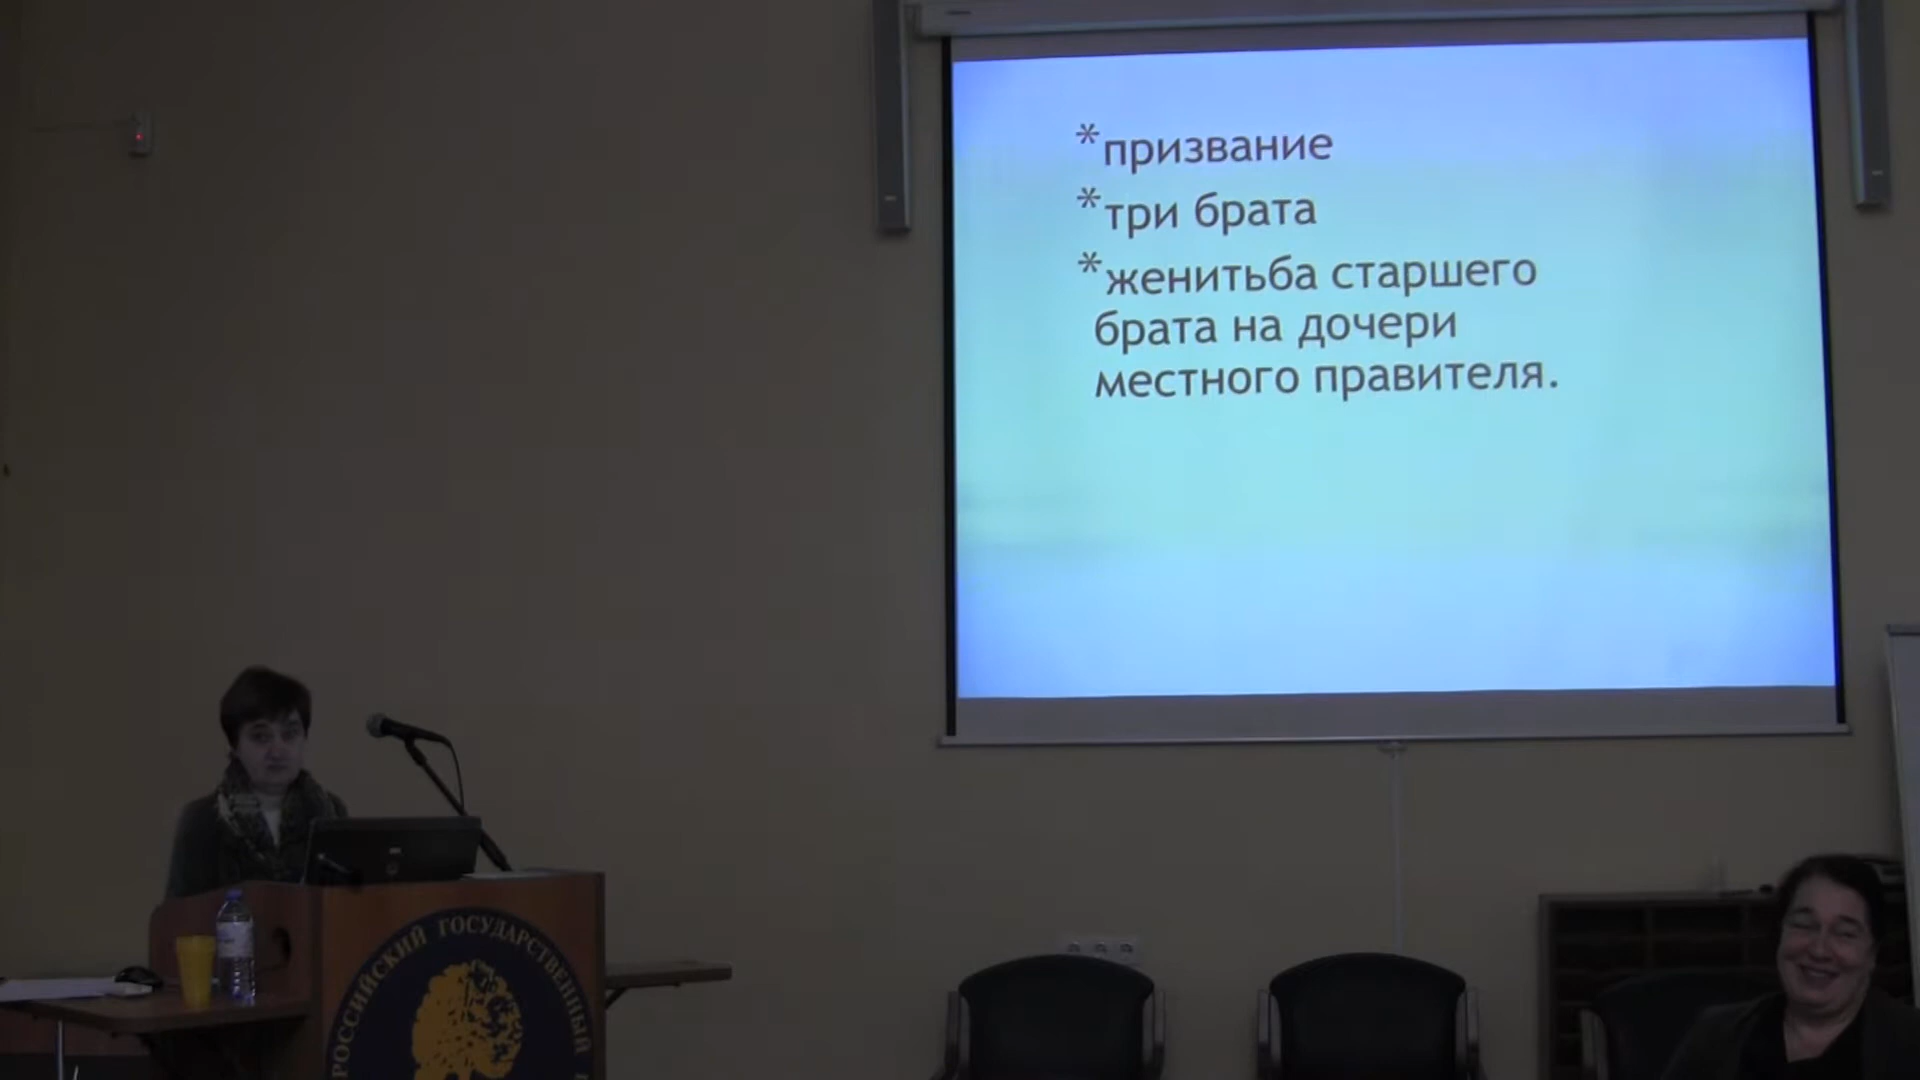 *призвание
*три брата
*женитьба старшего
брата на дочери
местного правителя.
РОССИЙСКИЙ ГОСУДАРСТВЕННЫЙ